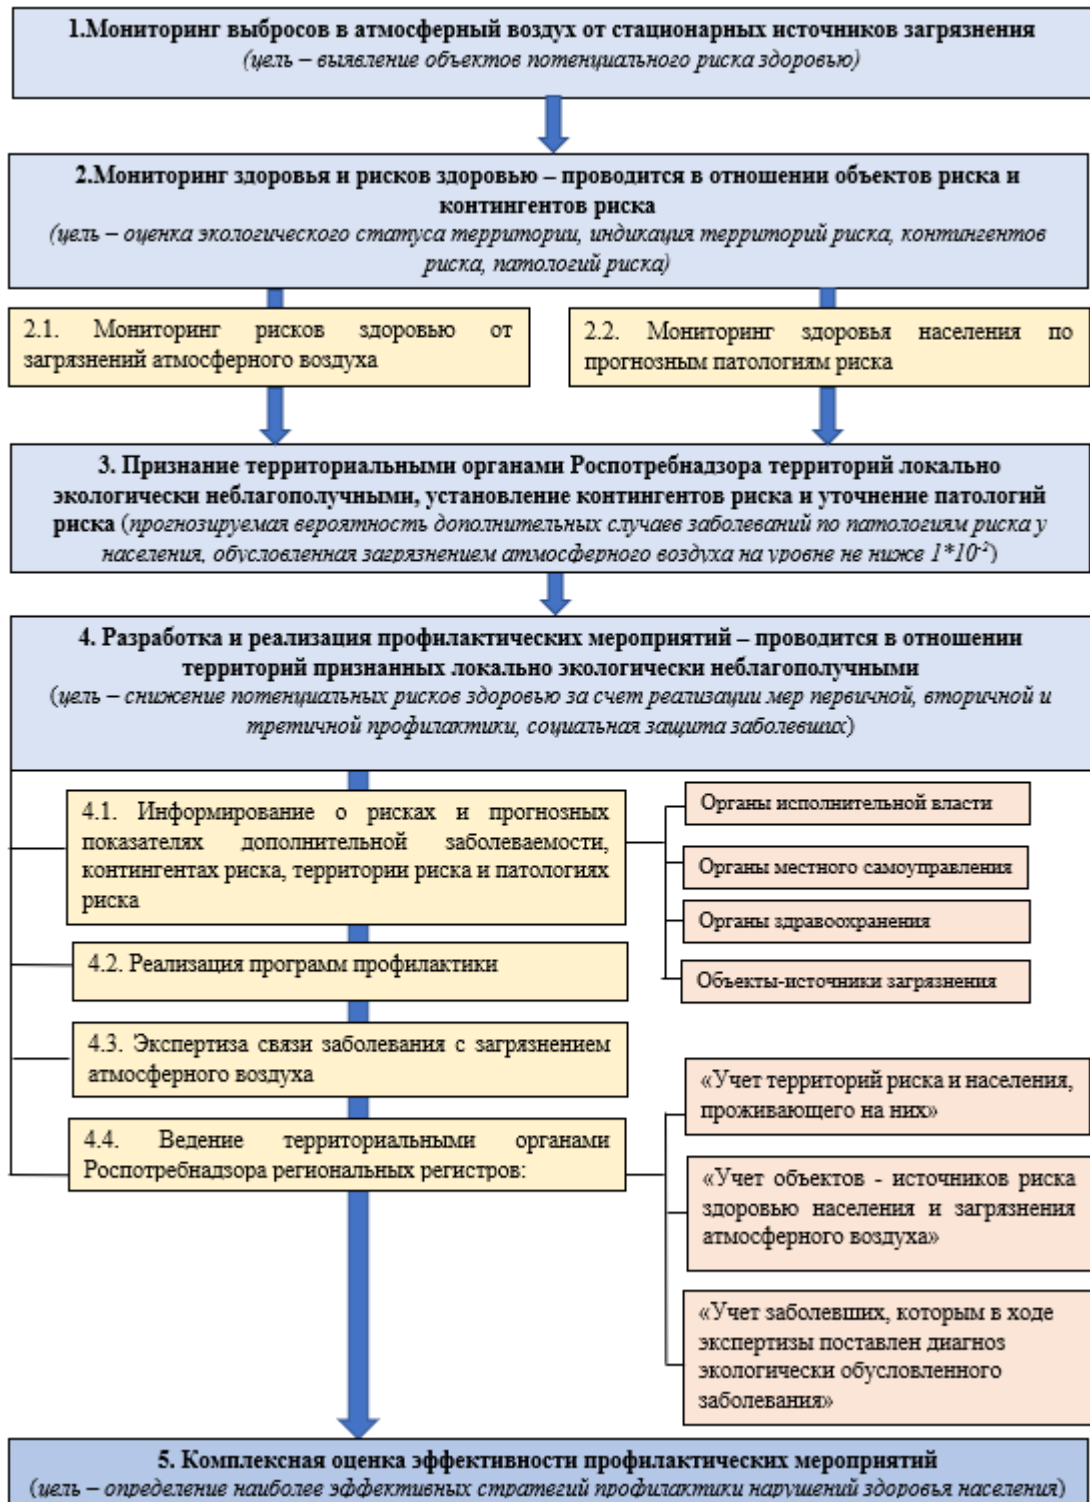 1.Мониторинг выбросов в атмосферный воздух от стационарных источников загрязнения
(цель – выявление объектов потенциального риска здоровью)
2.Мониторинг здоровья и рисков здоровью – проводится в отношении объектов риска и
контингентов риска
(цель – оценка экологического статуса территории, индикация территорий риска, контингентов
риска, патологий риска)
2.1. Мониторинг рисков здоровью от
загрязнений атмосферного воздуха
2.2. Мониторинг здоровья населения по
прогнозным патологиям риска
3. Признание территориальными органами Роспотребнадзора территорий локально
экологически неблагополучными, установление контингентов риска и уточнение патологий
риска (прогнозируемая вероятность дополнительных случаев заболеваний по патологиям риска у
населения, обусловленная загрязнением атмосферного воздуха на уровне не ниже 1*10⁻²)
4. Разработка и реализация профилактических мероприятий – проводится в отношении
территорий признанных локально экологически неблагополучными
(цель – снижение потенциальных рисков здоровью за счет реализации мер первичной, вторичной и
третичной профилактики, социальная защита заболевших)
4.1. Информирование о рисках и прогнозных
показателях дополнительной заболеваемости,
контингентах риска, территории риска и патологиях
риска
Органы исполнительной власти
Органы местного самоуправления
Органы здравоохранения
Объекты-источники загрязнения
4.2. Реализация программ профилактики
4.3. Экспертиза связи заболевания с загрязнением
атмосферного воздуха
4.4. Ведение территориальными органами
Роспотребнадзора региональных регистров:
«Учет территорий риска и населения,
проживающего на них»
«Учет объектов - источников риска
здоровью населения и загрязнения
атмосферного воздуха»
«Учет заболевших, которым в ходе
экспертизы поставлен диагноз
экологически обусловленного
заболевания»
5. Комплексная оценка эффективности профилактических мероприятий
(цель – определение наиболее эффективных стратегий профилактики нарушений здоровья населения)